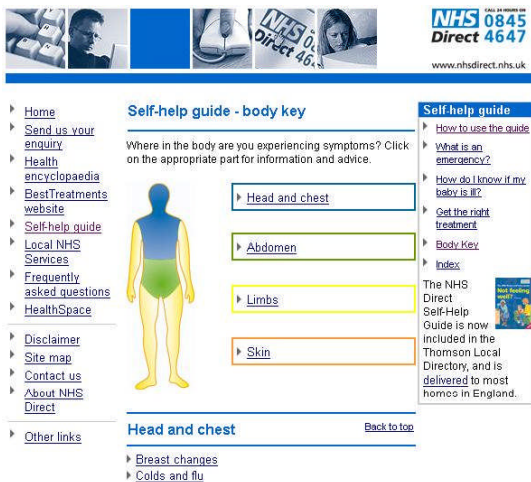 NHS
Direct
CALL 24 HOURS ON
0845
4647
www.nhsdirect.nhs.uk
Home
Send us your
enquiry
Health
encyclopaedia
BestTreatments
website
Self-help guide
Local NHS
Services
Frequently
asked questions
HealthSpace
Disclaimer
Site map
Contact us
About NHS
Direct
Other links
Self-help guide - body key
Where in the body are you experiencing symptoms? Click
on the appropriate part for information and advice.
Head and chest
Abdomen
Limbs
Skin
Head and chest
Back to top
Breast changes
Colds and flu
Self-help guide
How to use the guide
What is an
emergency?
How do I know if my
baby is ill?
Get the right
treatment
Body Key
Index
The NHS
Direct
Self-Help
Guide is now
included in the
Thomson Local
Directory, and is
delivered to most
homes in England.
Not feeling
well?